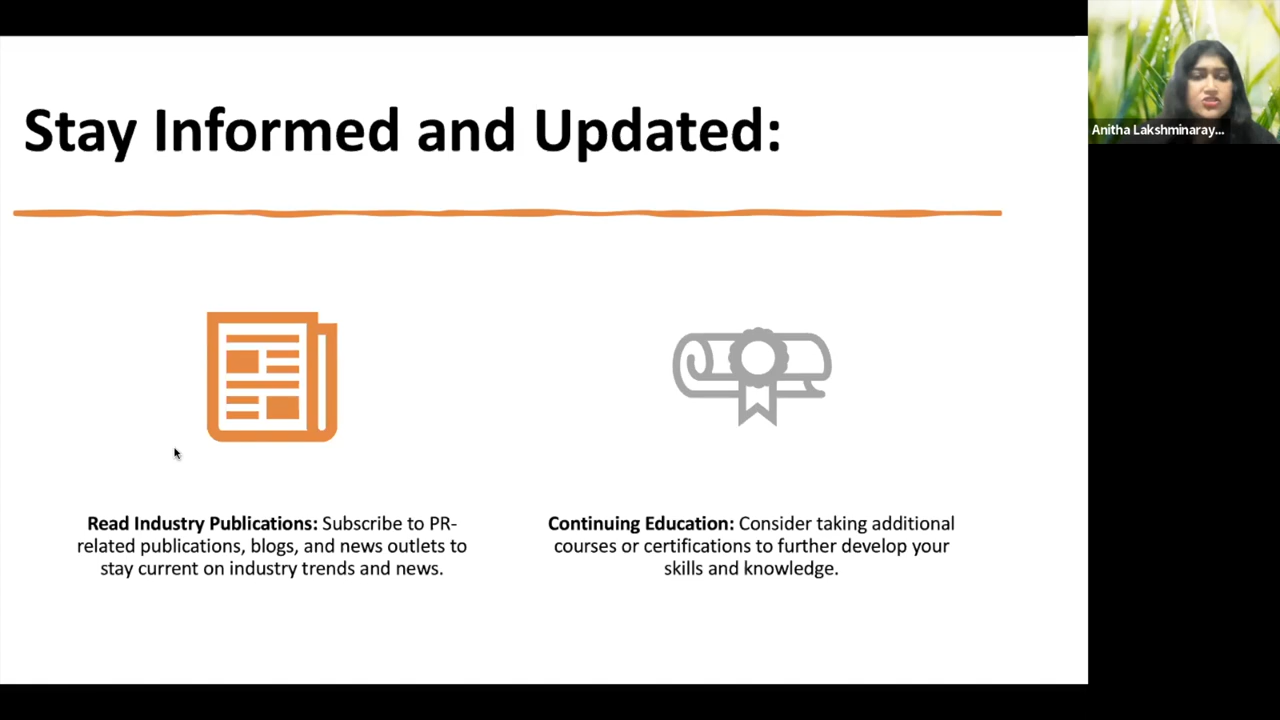 Stay Informed and Updated:
Read Industry Publications: Subscribe to PR-
related publications, blogs, and news outlets to
stay current on industry trends and news.
Continuing Education: Consider taking additional
courses or certifications to further develop your
skills and knowledge.
Anitha Lakshminaray...